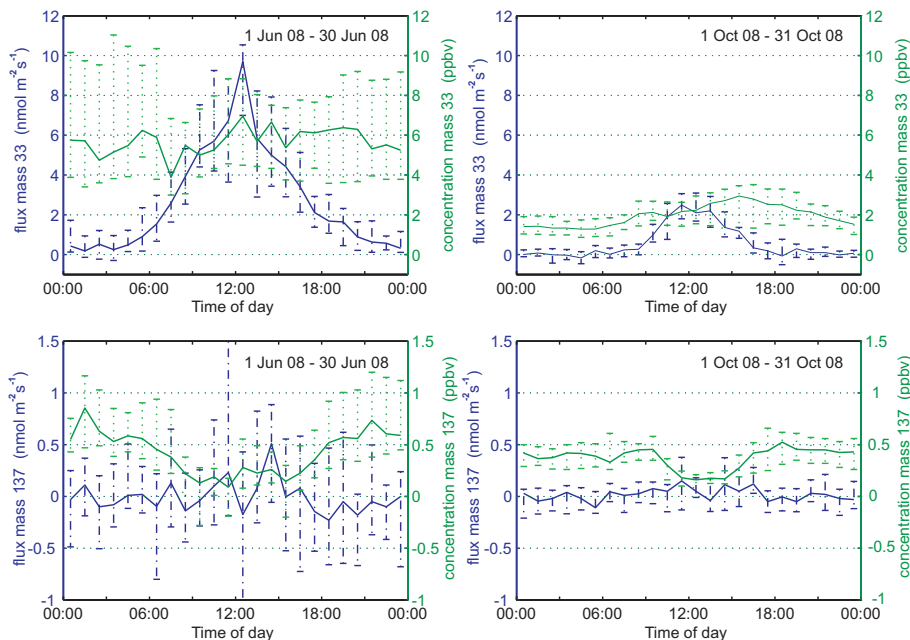 1 Jun 08 - 30 Jun 08
flux mass 33 (nmol m⁻² s⁻¹)
12
10
8
6
4
2
0
12
10
8
6
4
2
0
concentration mass 33 (ppbv)
00:00 06:00 12:00 18:00 00:00
Time of day
1 Oct 08 - 31 Oct 08
flux mass 33 (nmol m⁻² s⁻¹)
12
10
8
6
4
2
0
12
10
8
6
4
2
0
concentration mass 33 (ppbv)
00:00 06:00 12:00 18:00 00:00
Time of day
1 Jun 08 - 30 Jun 08
flux mass 137 (nmol m⁻² s⁻¹)
1.5
1
0.5
0
-0.5
-1
1.5
1
0.5
0
-0.5
-1
concentration mass 137 (ppbv)
00:00 06:00 12:00 18:00 00:00
Time of day
1 Oct 08 - 31 Oct 08
flux mass 137 (nmol m⁻² s⁻¹)
1.5
1
0.5
0
-0.5
-1
1.5
1
0.5
0
-0.5
-1
concentration mass 137 (ppbv)
00:00 06:00 12:00 18:00 00:00
Time of day